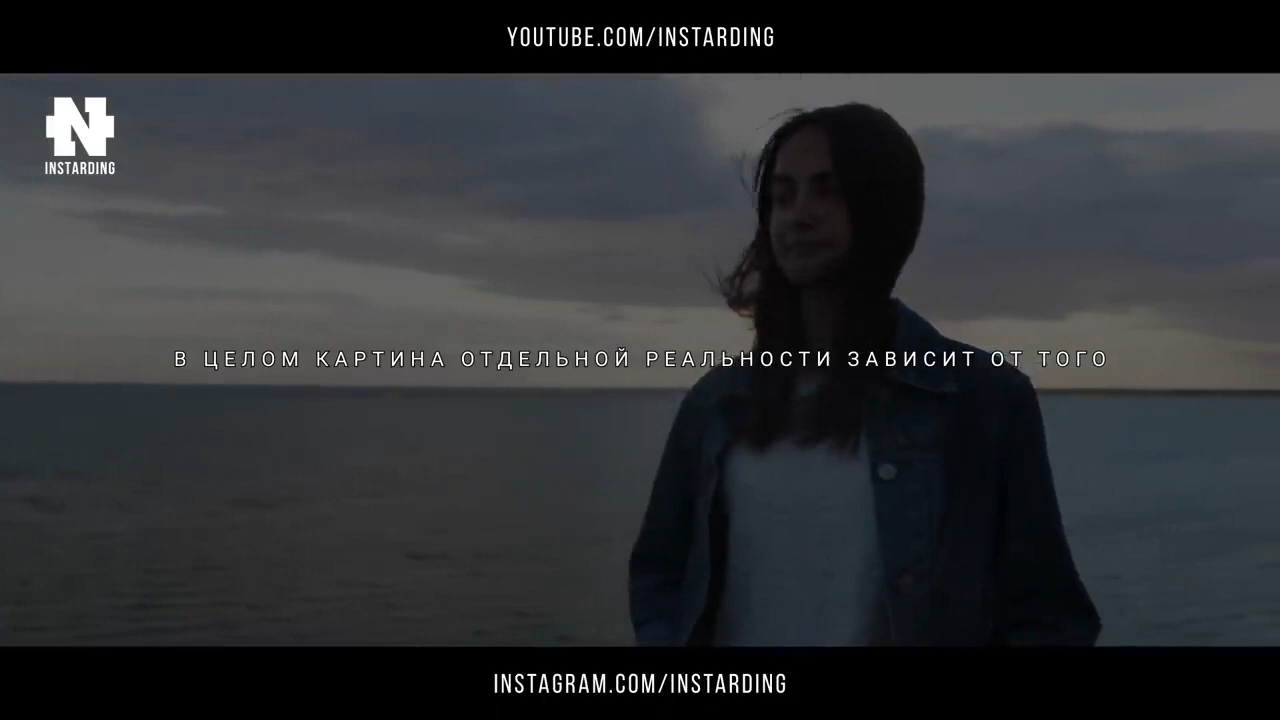 YOUTUBE.COM/INSTARDING
N
INSTARDING
В ЦЕЛОМ КАРТИНА ОТДЕЛЬНОЙ РЕАЛЬНОСТИ ЗАВИСИТ ОТ ТОГО
INSTAGRAM.COM/INSTARDING